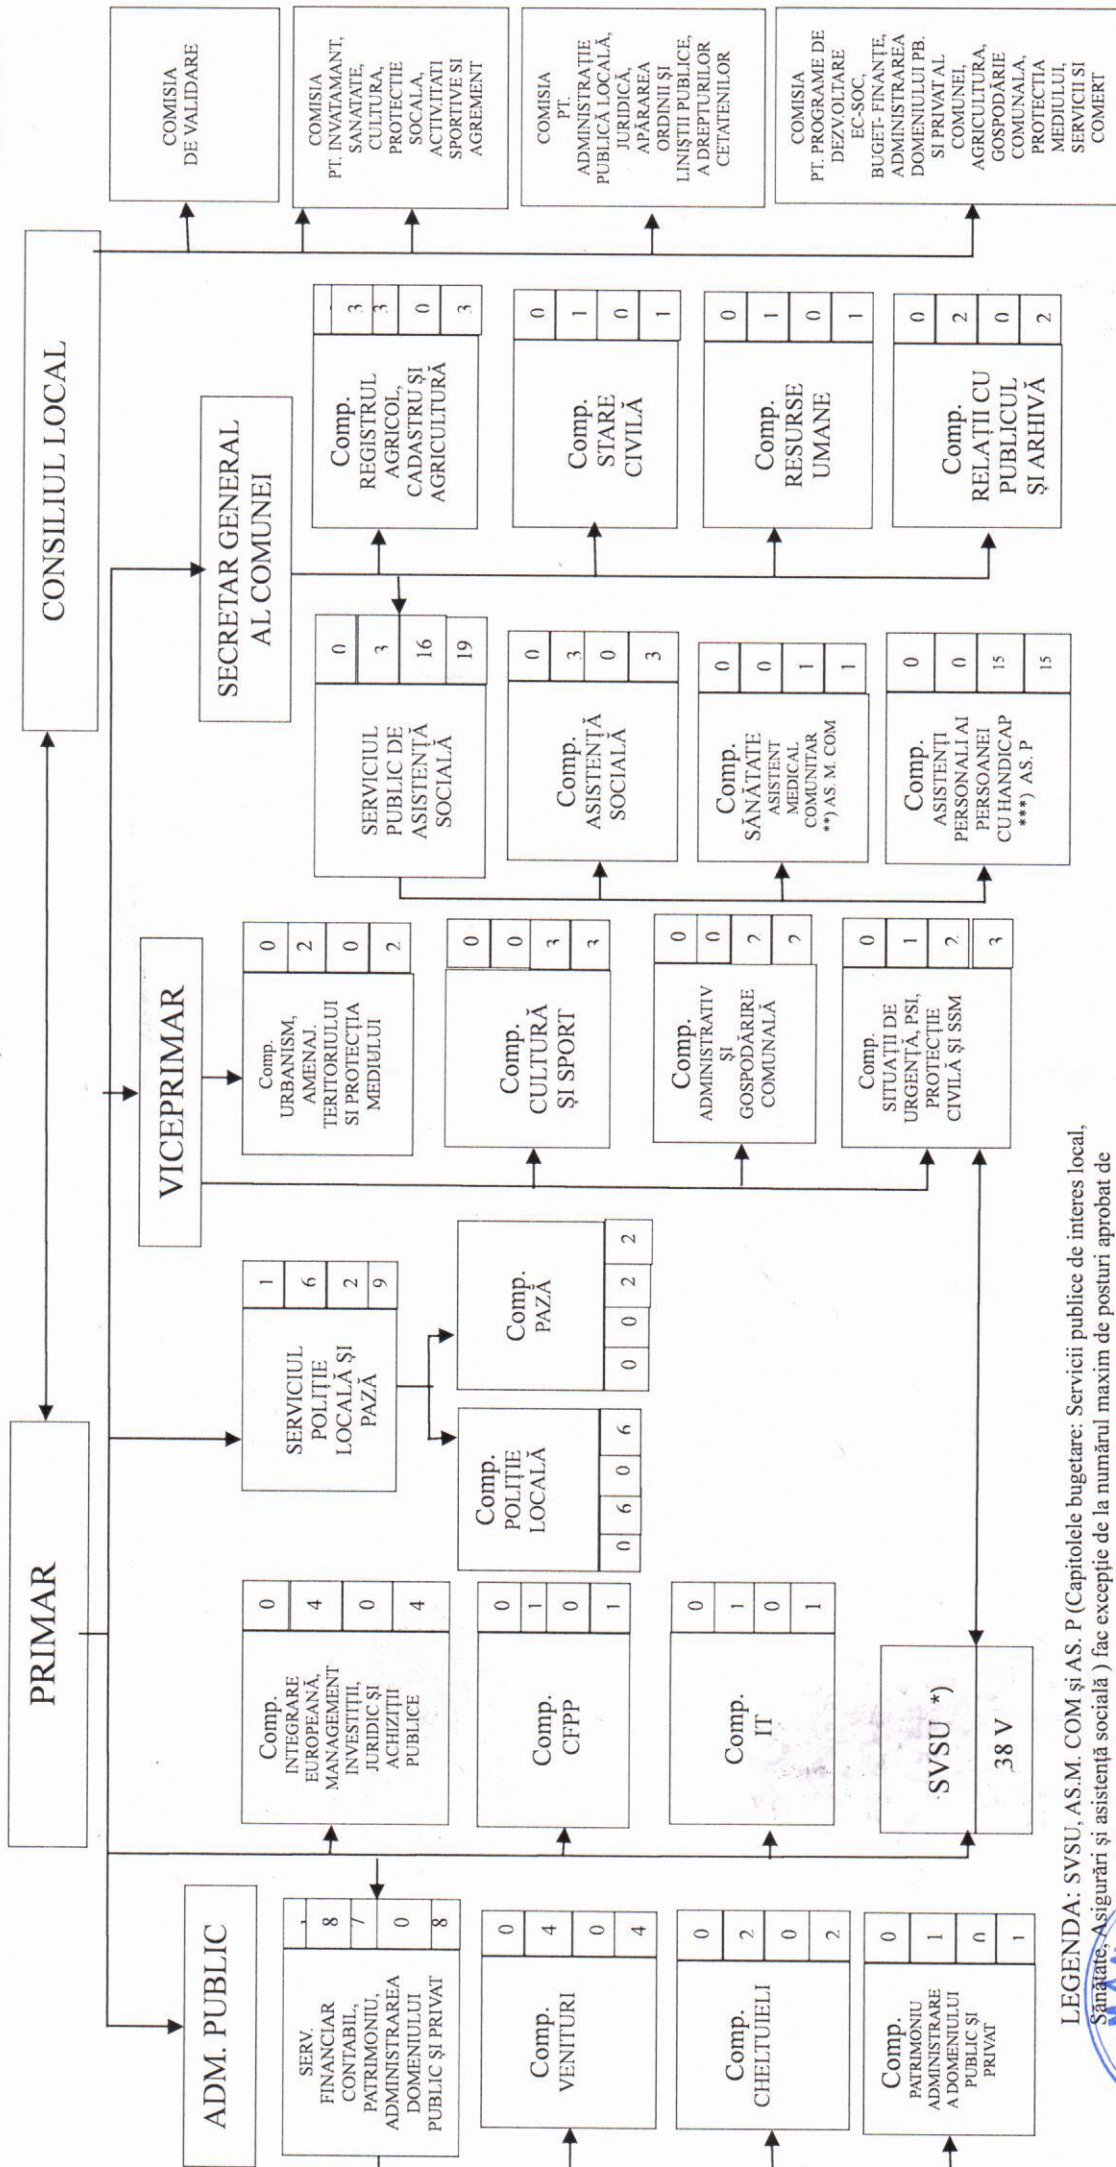 PRIMAR
CONSILIUL LOCAL
ADM. PUBLIC
VICEPRIMAR
SECRETAR GENERAL
AL COMUNEI
SERV.
FINANCIAR
CONTABIL,
PATRIMONIU,
ADMINISTRAREA
DOMENIULUI
PUBLIC ȘI PRIVAT
8
7
0
8
Comp.
VENITURI
0
4
0
4
Comp.
CHELTUIELI
0
2
0
2
Comp.
PATRIMONIU
ADMINISTRARE
A DOMENIULUI
PUBLIC ȘI
PRIVAT
0
1
0
1
Comp.
INTEGRARE
EUROPEANĂ,
MANAGEMENT
INVESTIȚII,
JURIDIC ȘI
ACHIZIȚII
PUBLICE
0
4
0
4
Comp.
CFPP
0
1
0
1
Comp.
IT
0
1
0
1
SVSU *)
38 V
SERVICIUL
POLIȚIE
LOCALĂ ȘI
PAZĂ
1
6
2
9
Comp.
POLIȚIE
LOCALĂ
0 6 0 6
Comp.
PAZĂ
0 0 2 2
Comp.
URBANISM,
AMENAJ.
TERITORIULUI
SI PROTECȚIA
MEDIULUI
0
2
0
2
Comp.
CULTURĂ
ȘI SPORT
0
0
3
3
Comp.
ADMINISTRATIV
ȘI
GOSPODĂRIRE
COMUNALĂ
0
0
2
2
Comp.
SITUAȚII DE
URGENȚĂ, PSI,
PROTECȚIE
CIVILĂ ȘI SSM
0
1
2
3
SERVICIUL
PUBLIC DE
ASISTENȚĂ
SOCIALĂ
0
3
16
19
Comp.
ASISTENȚĂ
SOCIALĂ
0
3
0
3
Comp.
SĂNĂTATE
ASISTENT
MEDICAL
COMUNITAR
**) AS. M. COM
0
0
1
1
Comp.
ASISTENȚI
PERSONALI AI
PERSOANEI
CU HANDICAP
***) AS. P
0
0
15
15
Comp.
REGISTRUL
AGRICOL,
CADASTRU ȘI
AGRICULTURĂ
3
3
0
3
Comp.
STARE
CIVILĂ
0
1
0
1
Comp.
RESURSE
UMANE
0
1
0
1
Comp.
RELAȚII CU
PUBLICUL
ȘI ARHIVĂ
0
2
0
2
COMISIA
DE VALIDARE
COMISIA
PT. INVATAMANT,
SANATATE,
CULTURA,
PROTECTIE
SOCALA,
ACTIVITATI
SPORTIVE SI
AGREMENT
COMISIA
PT.
ADMINISTRAȚIE
PUBLICĂ LOCALĂ,
JURIDICĂ,
APĂRAREA
ORDINII ȘI
LINIȘTII PUBLICE,
A DREPTURILOR
CETATENILOR
COMISIA
PT. PROGRAME DE
DEZVOLTARE
EC-SOC,
BUGET- FINANȚE,
ADMINISTRAREA
DOMENIULUI PB.
SI PRIVAT AL
COMUNEI,
AGRICULTURA,
GOSPODĂRIE
COMUNALA,
PROTECTIA
MEDIULUI,
SERVICII SI
COMERT
LEGENDA: SVSU, AS.M. COM și AS. P (Capitolele bugetare: Servicii publice de interes local,
Sănătate, Asigurări și asistență socială ) fac excepție de la numărul maxim de posturi aprobat de